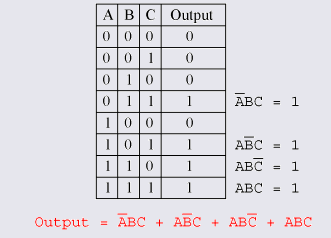 A B C Output
0 0 0 0
0 0 1 0
0 1 0 0
0 1 1 1 A̅BC = 1
1 0 0 0
1 0 1 1 AB̅C = 1
1 1 0 1 ABC̅ = 1
1 1 1 1 ABC = 1
Output = A̅BC + AB̅C + ABC̅ + ABC